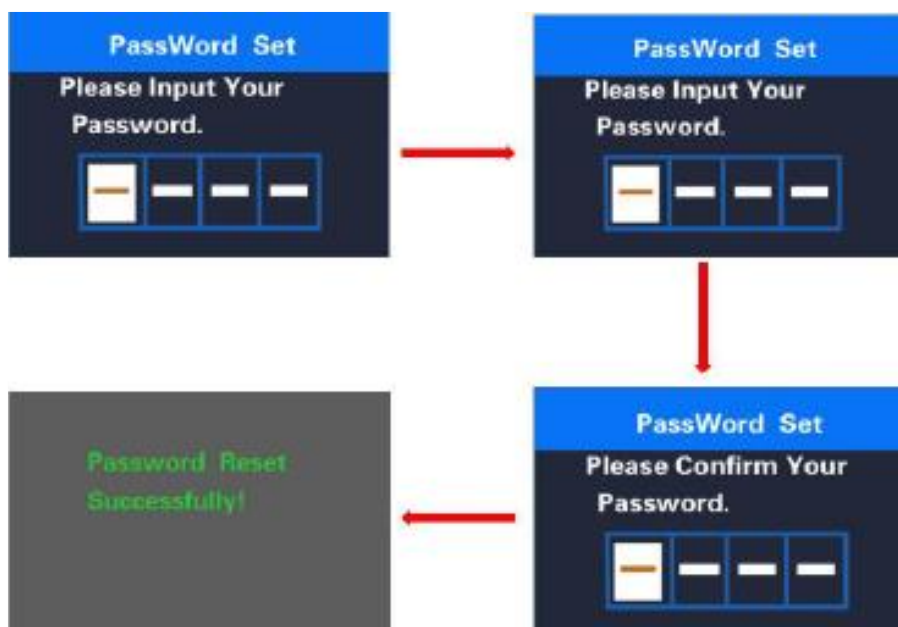 PassWord Set
Please Input Your
Password.
PassWord Set
Please Input Your
Password.
PassWord Set
Please Confirm Your
Password.
Password Reset
Successfully!